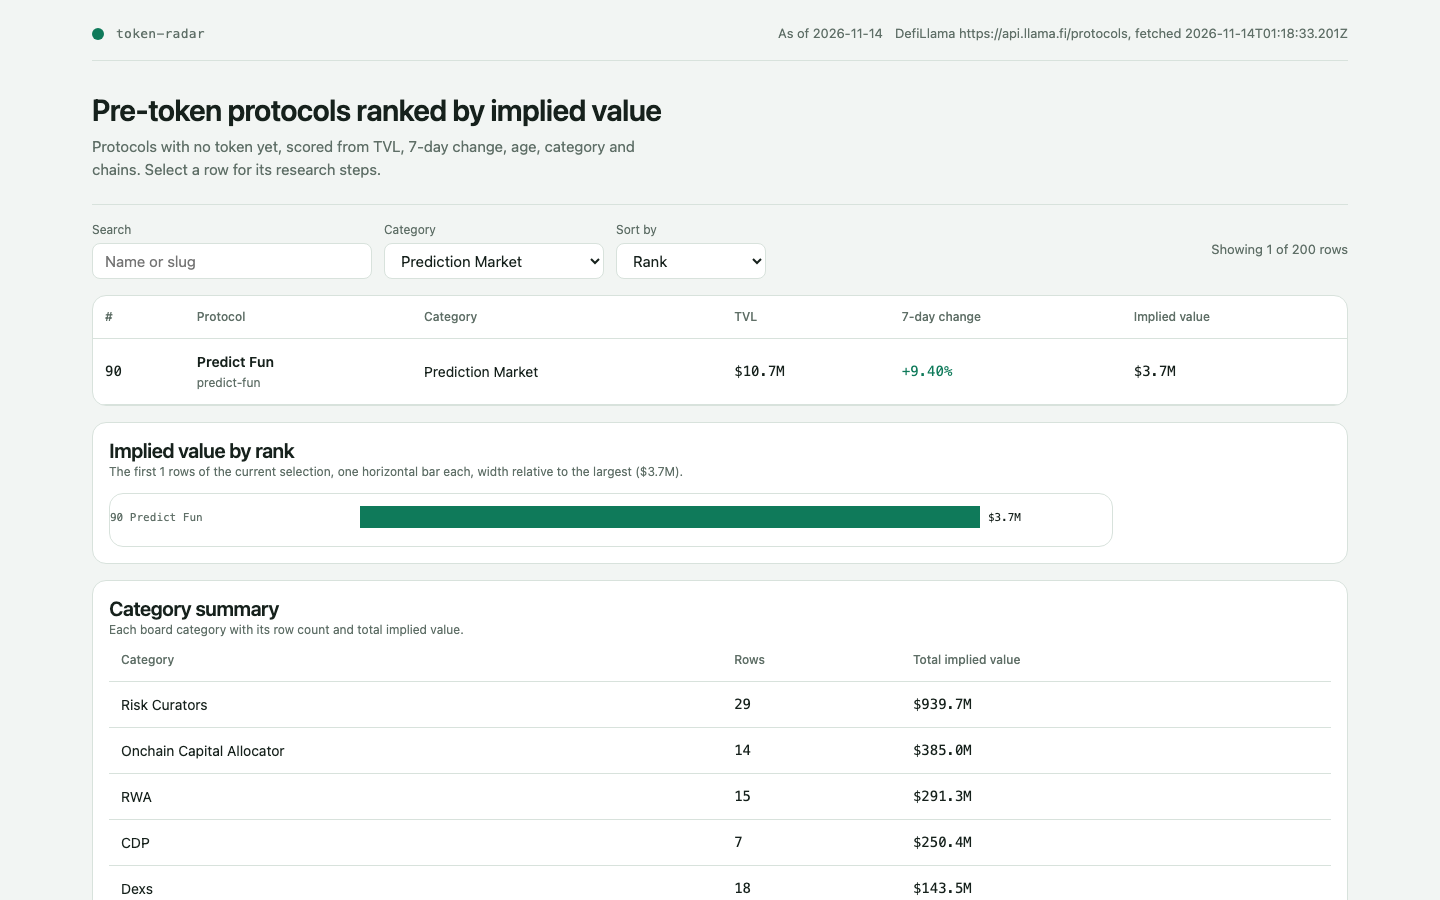 token-radar
As of 2026-11-14 DefiLlama https://api.llama.fi/protocols, fetched 2026-11-14T01:18:33.201Z
Pre-token protocols ranked by implied value
Protocols with no token yet, scored from TVL, 7-day change, age, category and
chains. Select a row for its research steps.
Search Category Sort by
Name or slug Prediction Market Rank
Showing 1 of 200 rows
# Protocol Category TVL 7-day change Implied value
90 Predict Fun Prediction Market $10.7M +9.40% $3.7M
predict-fun
Implied value by rank
The first 1 rows of the current selection, one horizontal bar each, width relative to the largest ($3.7M).
90 Predict Fun $3.7M
Category summary
Each board category with its row count and total implied value.
Category Rows Total implied value
Risk Curators 29 $939.7M
Onchain Capital Allocator 14 $385.0M
RWA 15 $291.3M
CDP 7 $250.4M
Dexs 18 $143.5M